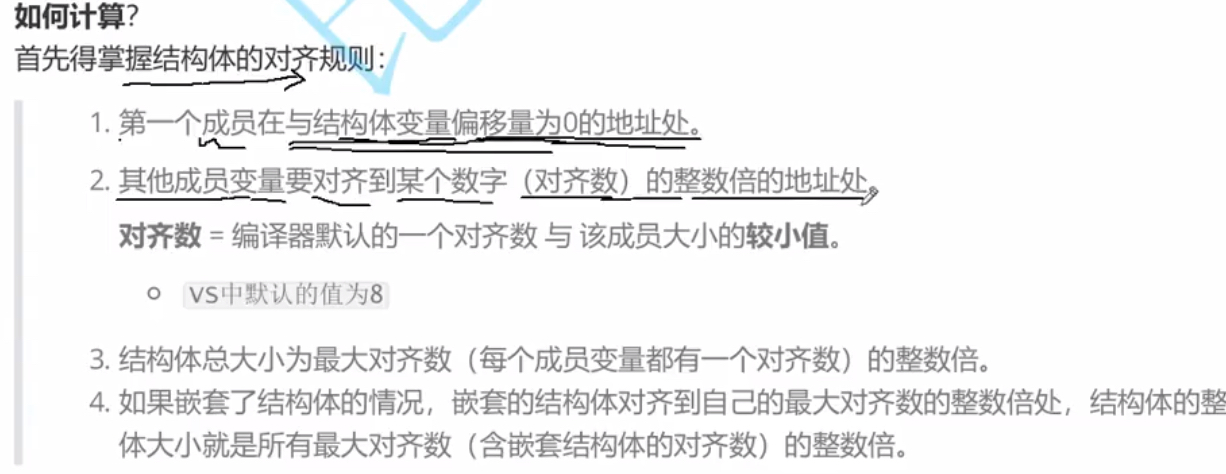 如何计算?
首先得掌握结构体的对齐规则：
1. 第一个成员在与结构体变量偏移量为0的地址处。
2. 其他成员变量要对齐到某个数字（对齐数）的整数倍的地址处。
对齐数 = 编译器默认的一个对齐数 与 该成员大小的较小值。
VS中默认的值为8
3. 结构体总大小为最大对齐数（每个成员变量都有一个对齐数）的整数倍。
4. 如果嵌套了结构体的情况，嵌套的结构体对齐到自己的最大对齐数的整数倍处，结构体的整
体大小就是所有最大对齐数（含嵌套结构体的对齐数）的整数倍。